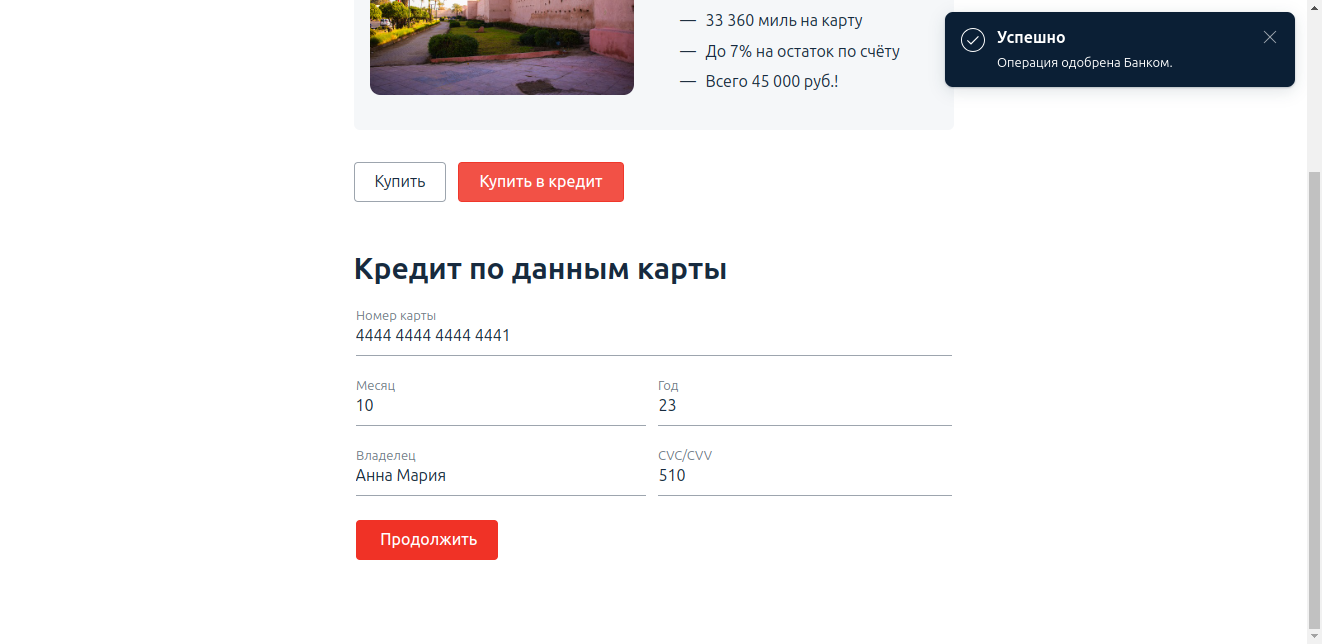 — 33 360 миль на карту
— До 7% на остаток по счёту
— Всего 45 000 руб.!
Успешно
Операция одобрена Банком.
Купить
Купить в кредит
Кредит по данным карты
Номер карты
4444 4444 4444 4441
Месяц
10
Год
23
Владелец
Анна Мария
CVC/CVV
510
Продолжить